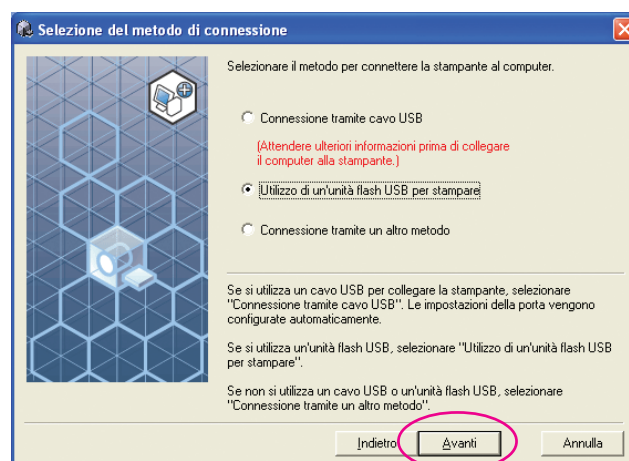 Selezione del metodo di connessione
Selezionare il metodo per connettere la stampante al computer.
Connessione tramite cavo USB
(Attendere ulteriori informazioni prima di collegare
il computer alla stampante.)
Utilizzo di un'unità flash USB per stampare
Connessione tramite un altro metodo
Se si utilizza un cavo USB per collegare la stampante, selezionare
"Connessione tramite cavo USB". Le impostazioni della porta vengono
configurate automaticamente.
Se si utilizza un'unità flash USB, selezionare "Utilizzo di un'unità flash USB
per stampare".
Se non si utilizza un cavo USB o un'unità flash USB, selezionare
"Connessione tramite un altro metodo".
Indietro Avanti Annulla